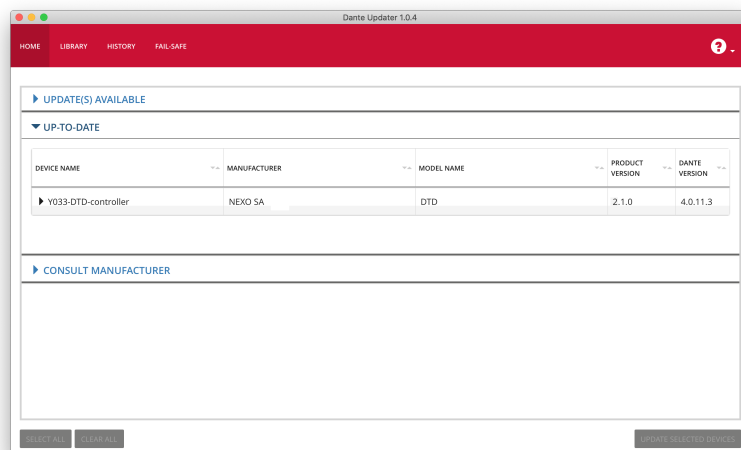 Dante Updater 1.0.4
HOME LIBRARY HISTORY FAIL-SAFE ?
UPDATE(S) AVAILABLE
UP-TO-DATE
DEVICE NAME MANUFACTURER MODEL NAME PRODUCT VERSION DANTE VERSION
Y033-DTD-controller NEXO SA DTD 2.1.0 4.0.11.3
CONSULT MANUFACTURER
SELECT ALL CLEAR ALL UPDATE SELECTED DEVICES